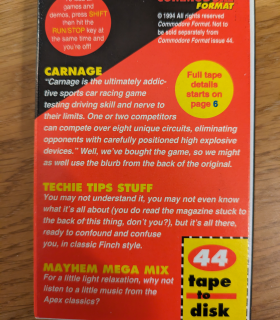 games and
demos, press SHIFT
then hit the
RUN/STOP key at
the same time and
you're off!
FORMAT
© 1994 All rights reserved
Commodore Format. Not to
be sold separately from
Commodore Format issue 44.
CARNAGE
"Carnage is the ultimately addic-
tive sports car racing game
testing driving skill and nerve to
their limits. One or two competitors
can compete over eight unique circuits, eliminating
opponents with carefully positioned high explosive
devices." Well, we've bought the game, so we might
as well use the blurb from the back of the original.
Full tape
details
starts on
page 6
TECHIE TIPS STUFF
You may not understand it, you may not even know
what it's all about (you do read the magazine stuck to
the back of this thing, don't you?), but it's all there,
ready to confound and confuse
you, in classic Finch style.
MAYHEM MEGA MIX
For a little light relaxation, why not
listen to a little music from the
Apex classics?
44
tape
to
disk